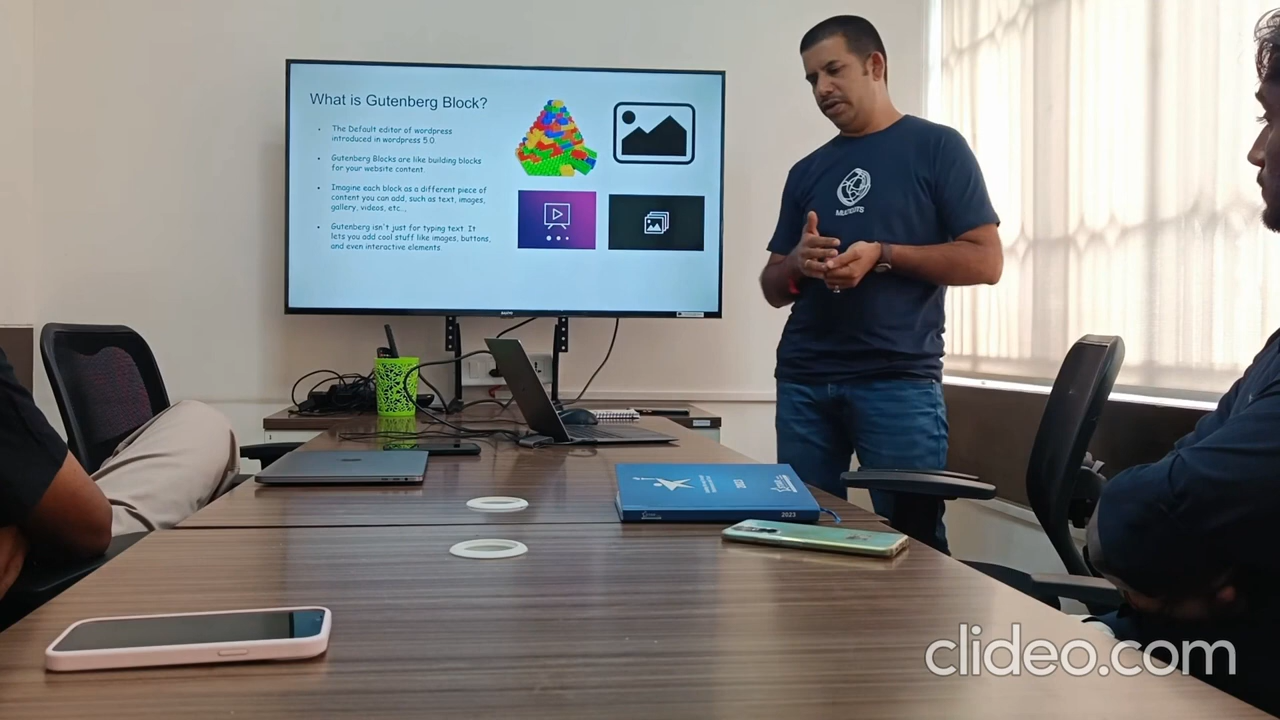 What is Gutenberg Block?
The Default editor of wordpress
introduced in wordpress 5.0.
Gutenberg Blocks are like building blocks
for your website content.
Imagine each block as a different piece of
content you can add, such as text, images,
gallery, videos, etc..,
Gutenberg isn't just for typing text. It
lets you add cool stuff like images, buttons,
and even interactive elements.
MULTIDOTS
2023
2023
clideo.com